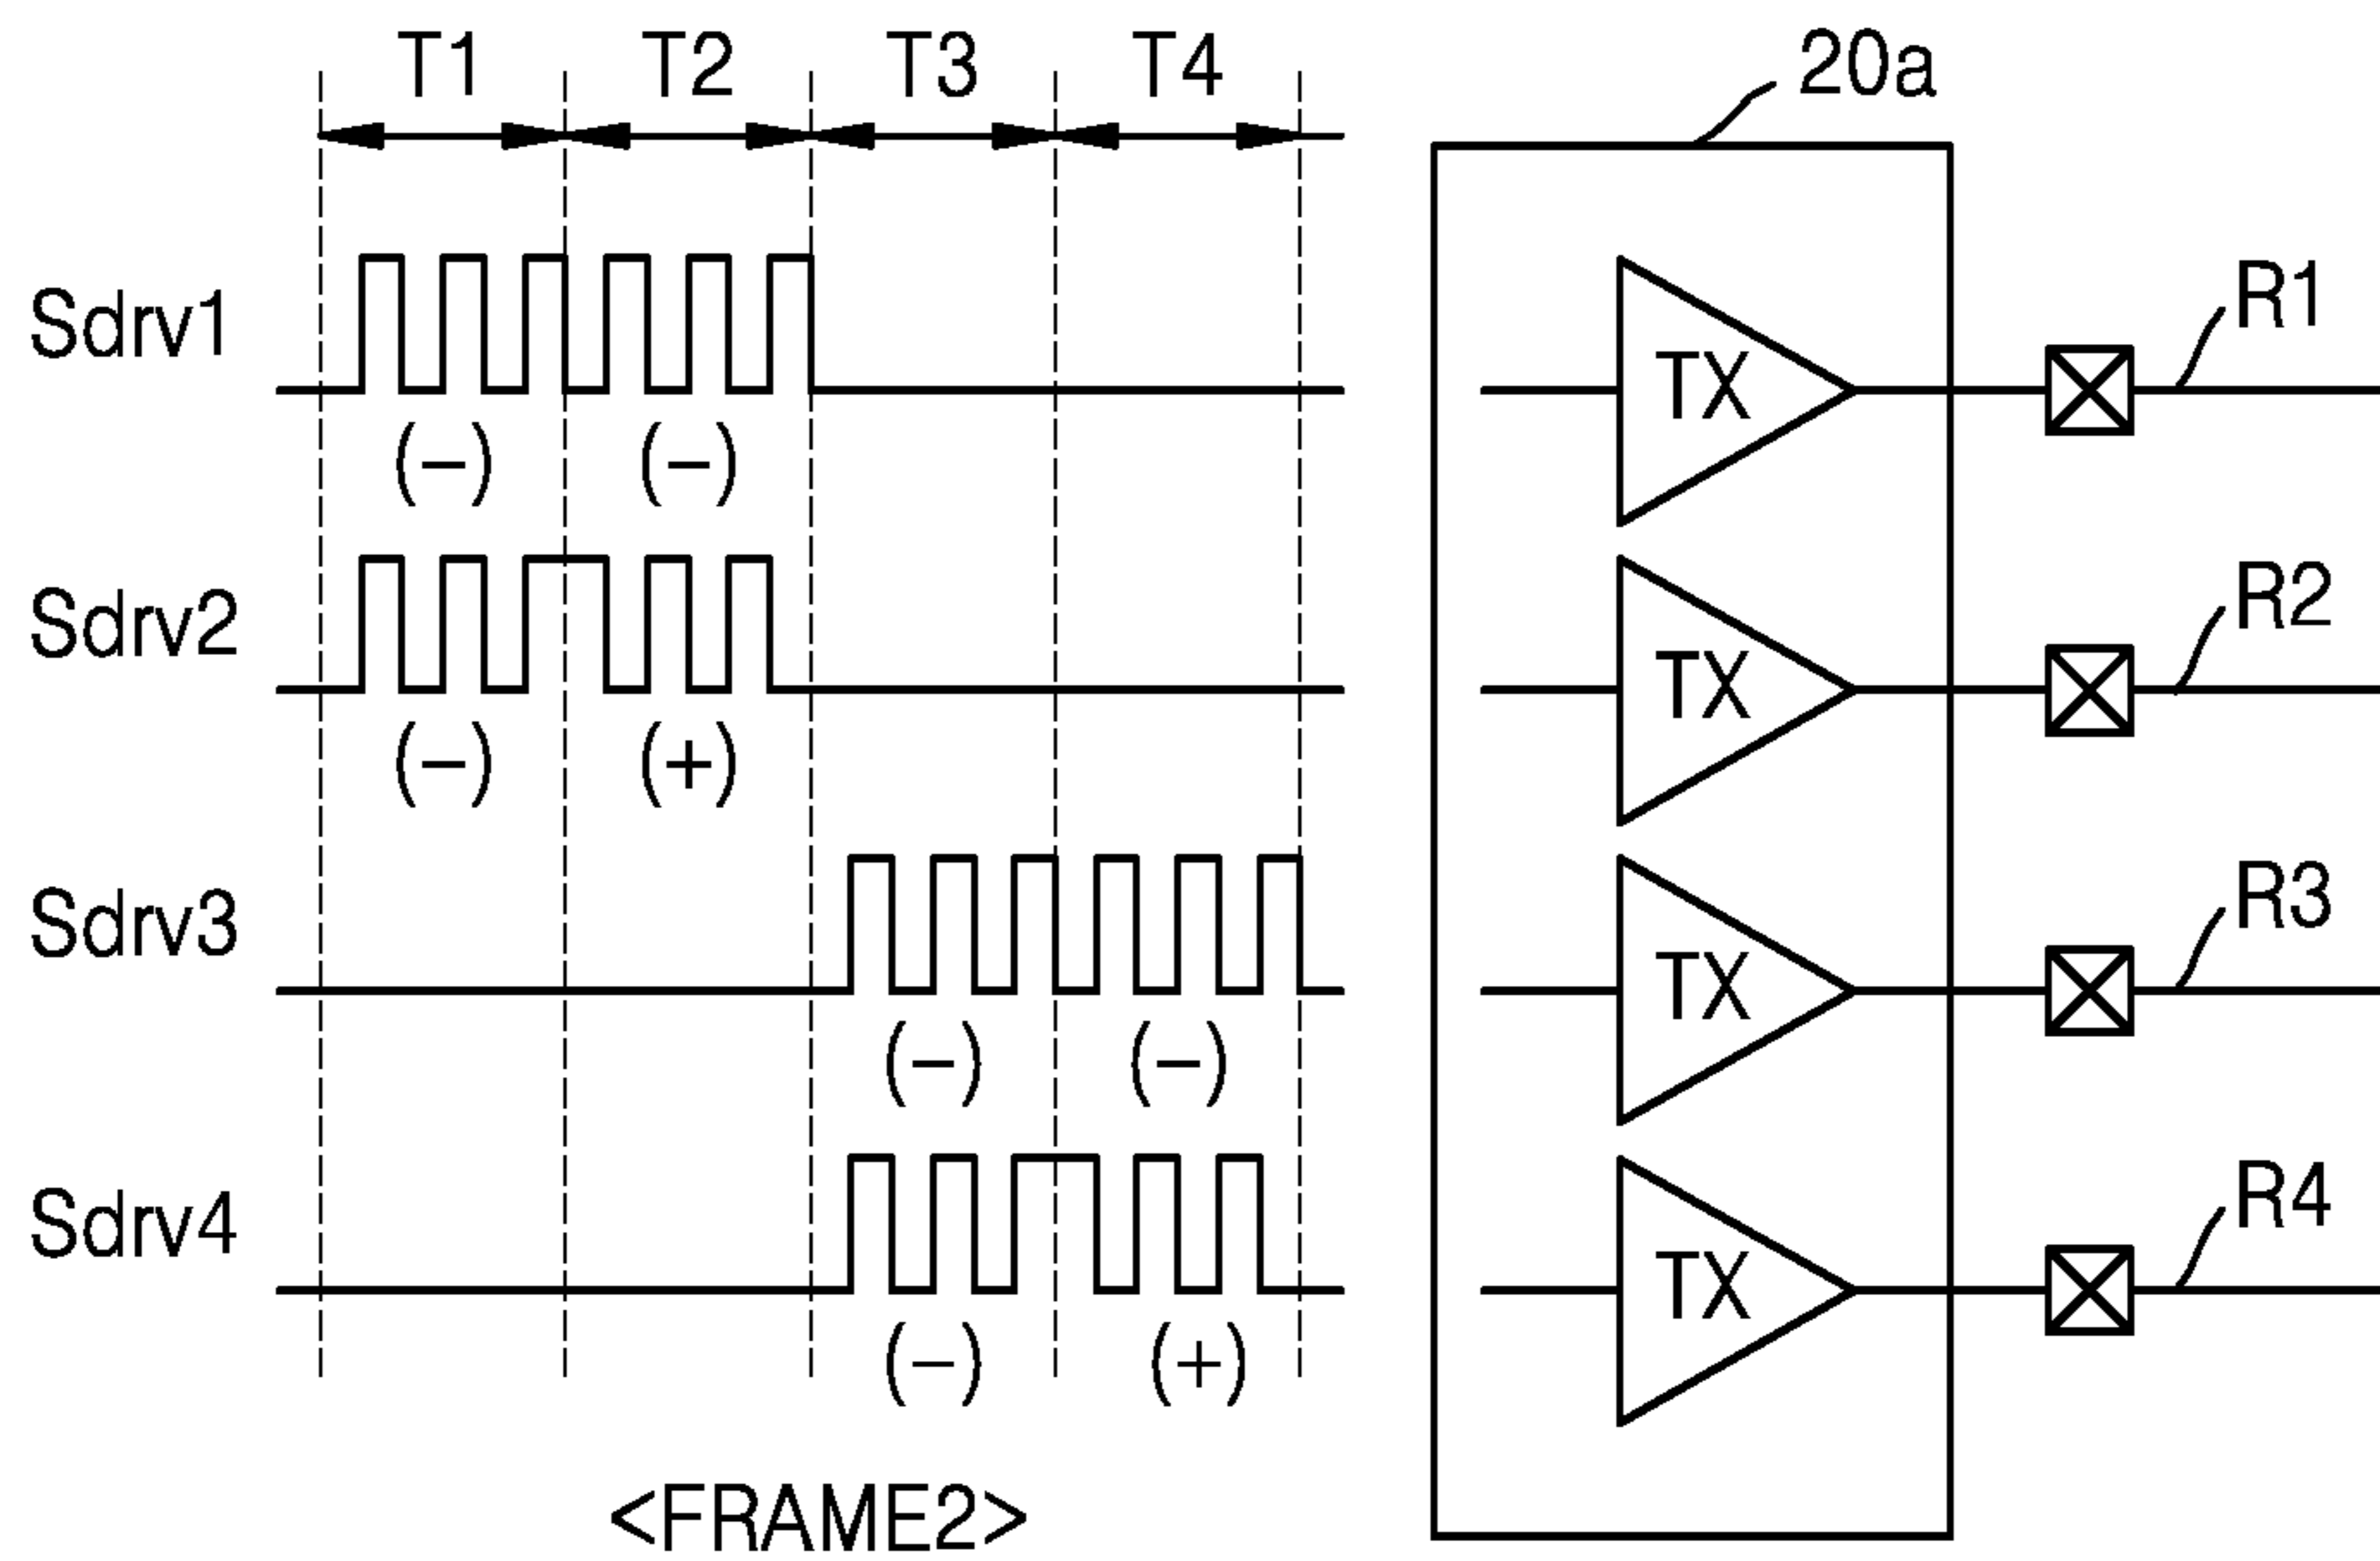 T1 T2 T3 T4
20a
Sdrv1
(−) (−)
TX
R1
Sdrv2
(−) (+)
TX
R2
Sdrv3
(−) (−)
TX
R3
Sdrv4
(−) (+)
TX
R4
<FRAME2>